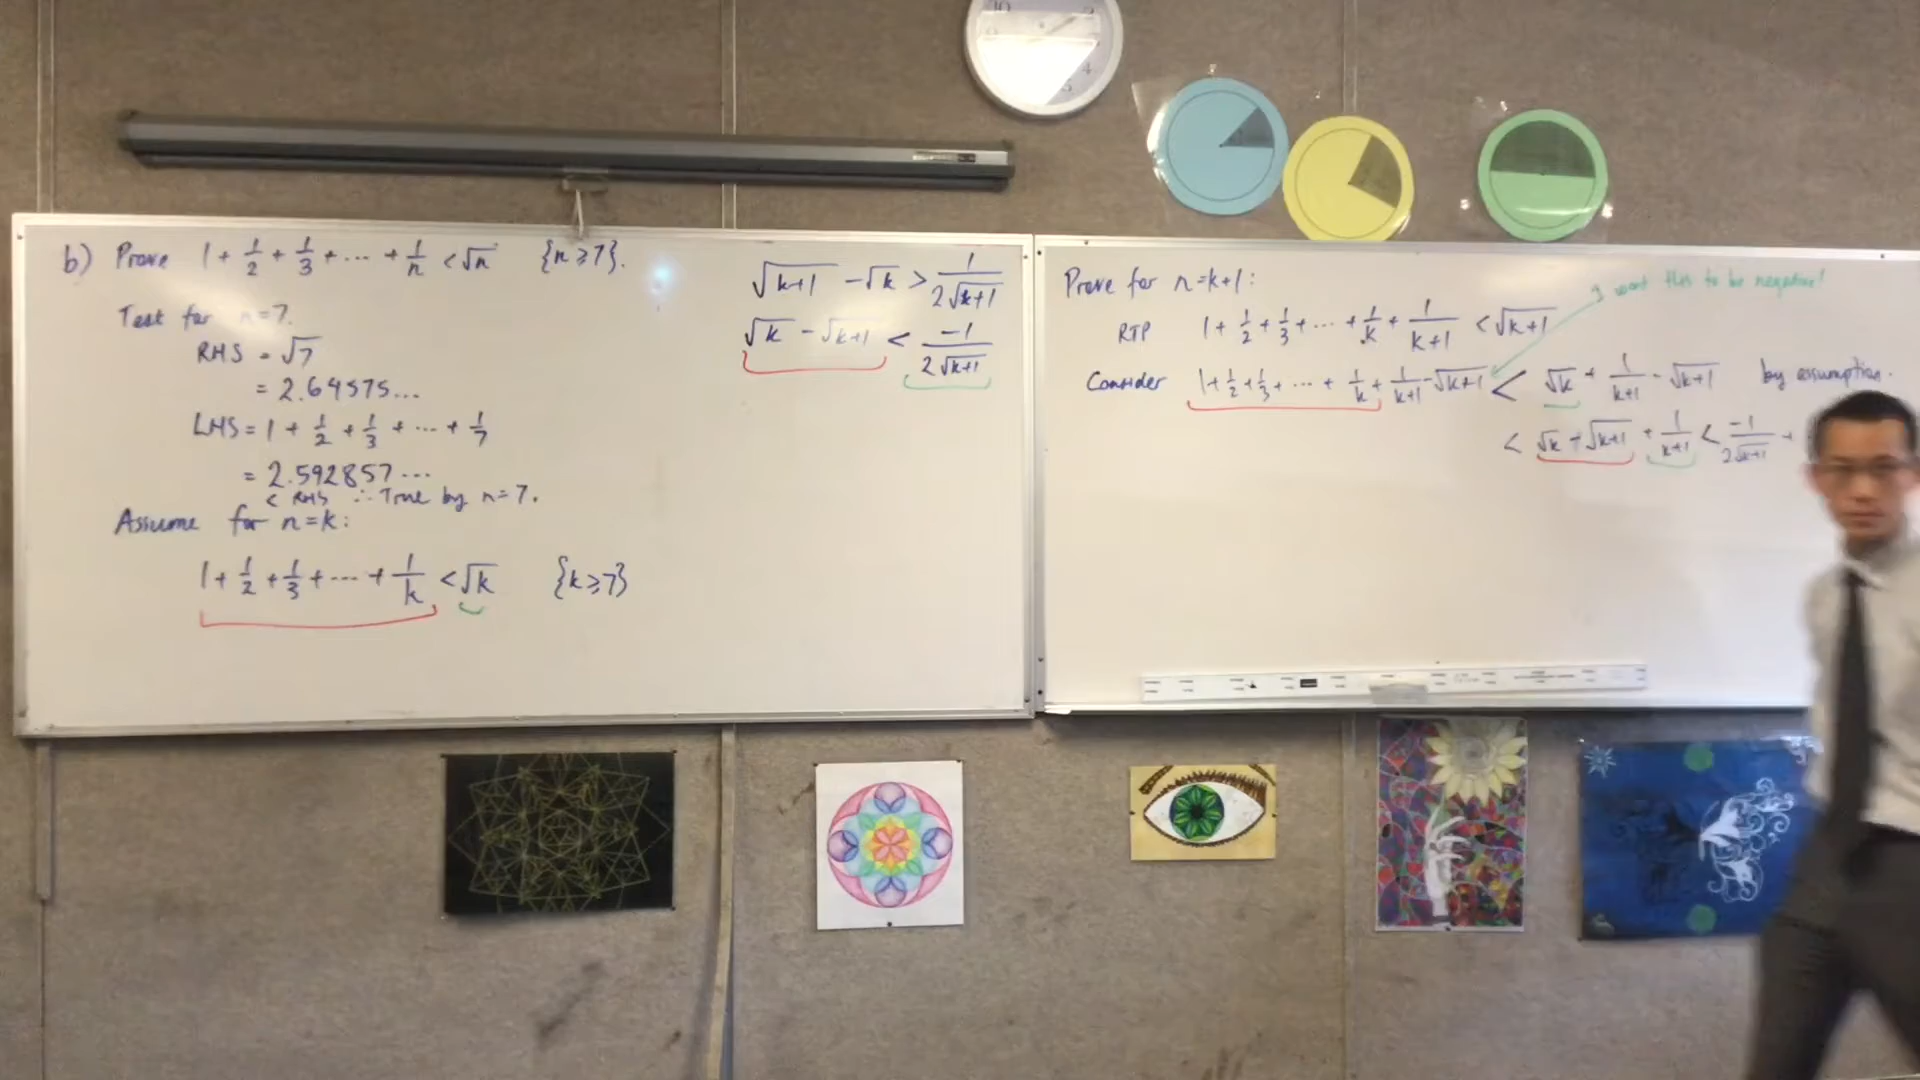 b) Prove 1 + 1/2 + 1/3 + ... + 1/n < √n {n ≥ 7}.
Test for n=7.
RHS = √7
= 2.64575...
LHS = 1 + 1/2 + 1/3 + ... + 1/7
= 2.592857...
< RHS ∴ True by n=7.
Assume for n=k:
1 + 1/2 + 1/3 + ... + 1/k < √k {k ≥ 7}
√(k+1) - √k > 1/(2√(k+1))
√k - √(k+1) < -1/(2√(k+1))
Prove for n=k+1:
I want this to be negative!
RTP 1 + 1/2 + 1/3 + ... + 1/k + 1/(k+1) < √(k+1)
Consider 1 + 1/2 + 1/3 + ... + 1/k + 1/(k+1) - √(k+1) < √k + 1/(k+1) - √(k+1) by assumption.
< √k - √(k+1) + 1/(k+1) < -1/(2√(k+1)) +
10 2
4
5